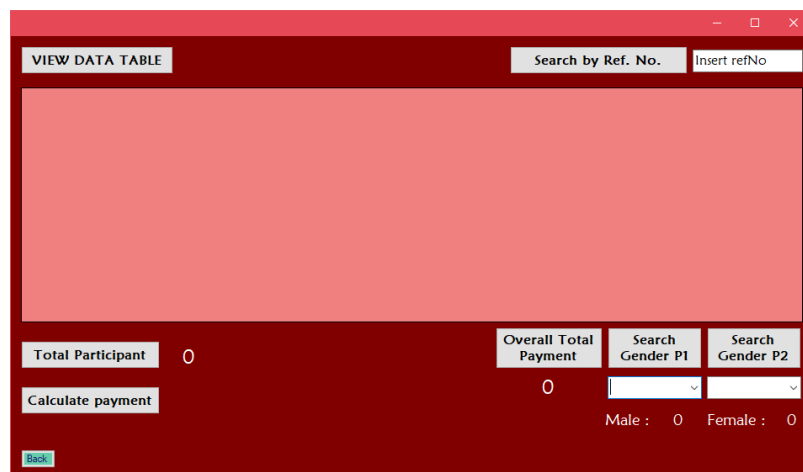 VIEW DATA TABLE
Search by Ref. No.
Insert refNo
Total Participant
0
Overall Total
Payment
Search
Gender P1
Search
Gender P2
Calculate payment
0
Male : 0
Female : 0
Back